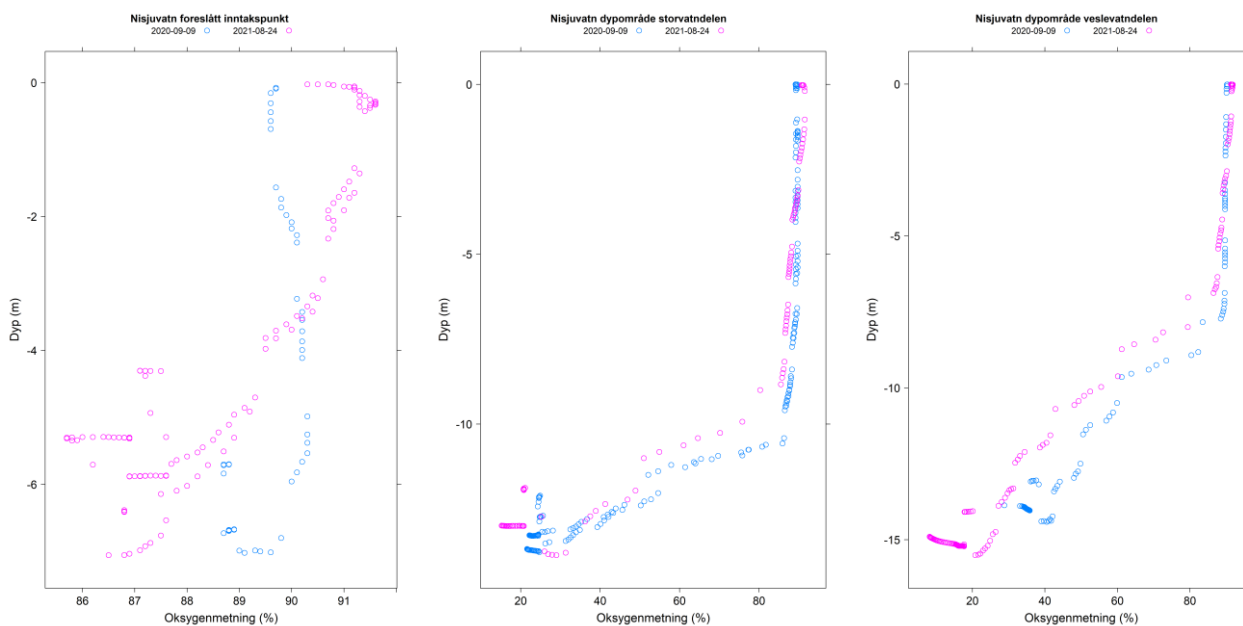 Nisjuvatn foreslått inntakspunkt
2020-09-09 2021-08-24
0
-2
-4
-6
Dyp (m)
86 87 88 89 90 91
Oksygenmetning (%)
Nisjuvatn dypområde storvatndelen
2020-09-09 2021-08-24
0
-5
-10
Dyp (m)
20 40 60 80
Oksygenmetning (%)
Nisjuvatn dypområde veslevatndelen
2020-09-09 2021-08-24
0
-5
-10
-15
Dyp (m)
20 40 60 80
Oksygenmetning (%)